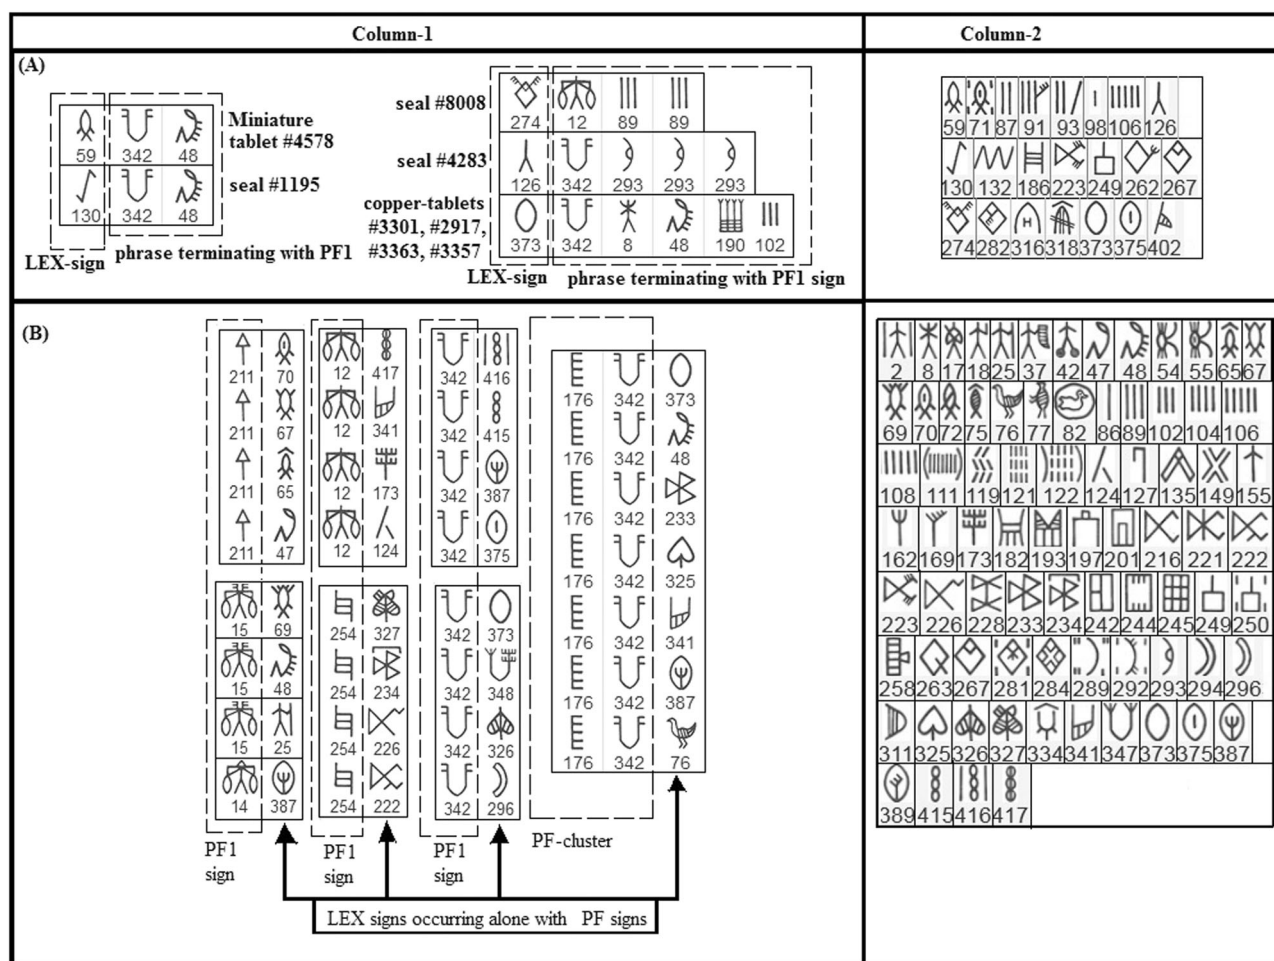 Column-1
Column-2
(A)
59 342 48
130 342 48
Miniature
tablet #4578
seal #1195
LEX-sign
phrase terminating with PF1
seal #8008
274 12 89 89
seal #4283
126 342 293 293 293
copper-tablets
#3301, #2917,
#3363, #3357
373 342 8 48 190 102
LEX-sign
phrase terminating with PF1 sign
59 71 87 91 93 98 106 126
130 132 186 223 249 262 267
274 282 316 318 373 375 402
(B)
211 70
211 67
211 65
211 47
15 69
15 48
15 25
14 387
PF1
sign
12 417
12 341
12 173
12 124
254 327
254 234
254 226
254 222
PF1
sign
342 416
342 415
342 387
342 375
342 373
342 348
342 326
342 296
PF1
sign
176 342 373
176 342 48
176 342 233
176 342 325
176 342 341
176 342 387
176 342 76
PF-cluster
LEX signs occurring alone with PF signs
2 8 17 18 25 37 42 47 48 54 55 65 67
69 70 72 75 76 77 82 86 89 102 104 106
108 111 119 121 122 124 127 135 149 155
162 169 173 182 193 197 201 216 221 222
223 226 228 233 234 242 244 245 249 250
258 263 267 281 284 289 292 293 294 296
311 325 326 327 334 341 347 373 375 387
389 415 416 417